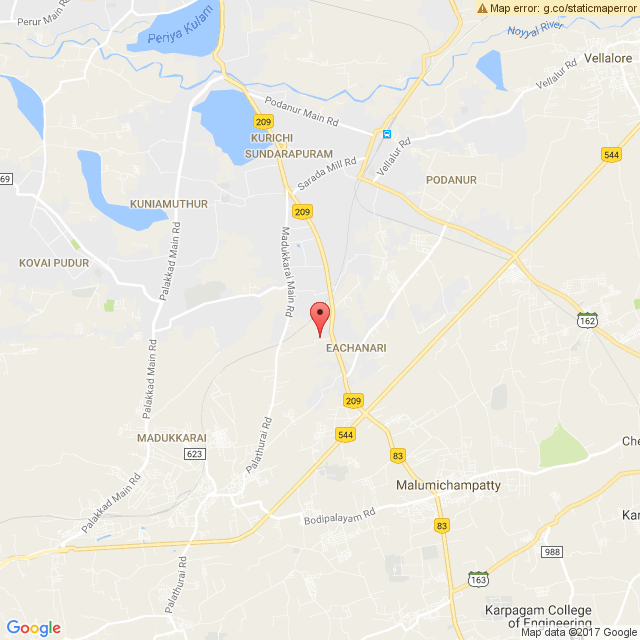 Map error: g.co/staticmaperror
Perur Main Rd
Periya Kulam
Noyyal River
Vellalore
Vellalur Rd
Podanur Main Rd
209
KURICHI
SUNDARAPURAM
Vellalur Rd
544
Sarada Mill Rd
69
PODANUR
KUNIAMUTHUR
209
Palakkad Main Rd
Madukkarai Main Rd
KOVAI PUDUR
162
EACHANARI
Palakkad Main Rd
209
Palathurai Rd
544
MADUKKARAI
623
83
Che
Malumichampatty
Palakkad Main Rd
Bodipalayam Rd
83
Kar
988
Palathurai Rd
163
Karpagam College
of Engineering
Google
Map data ©2017 Google